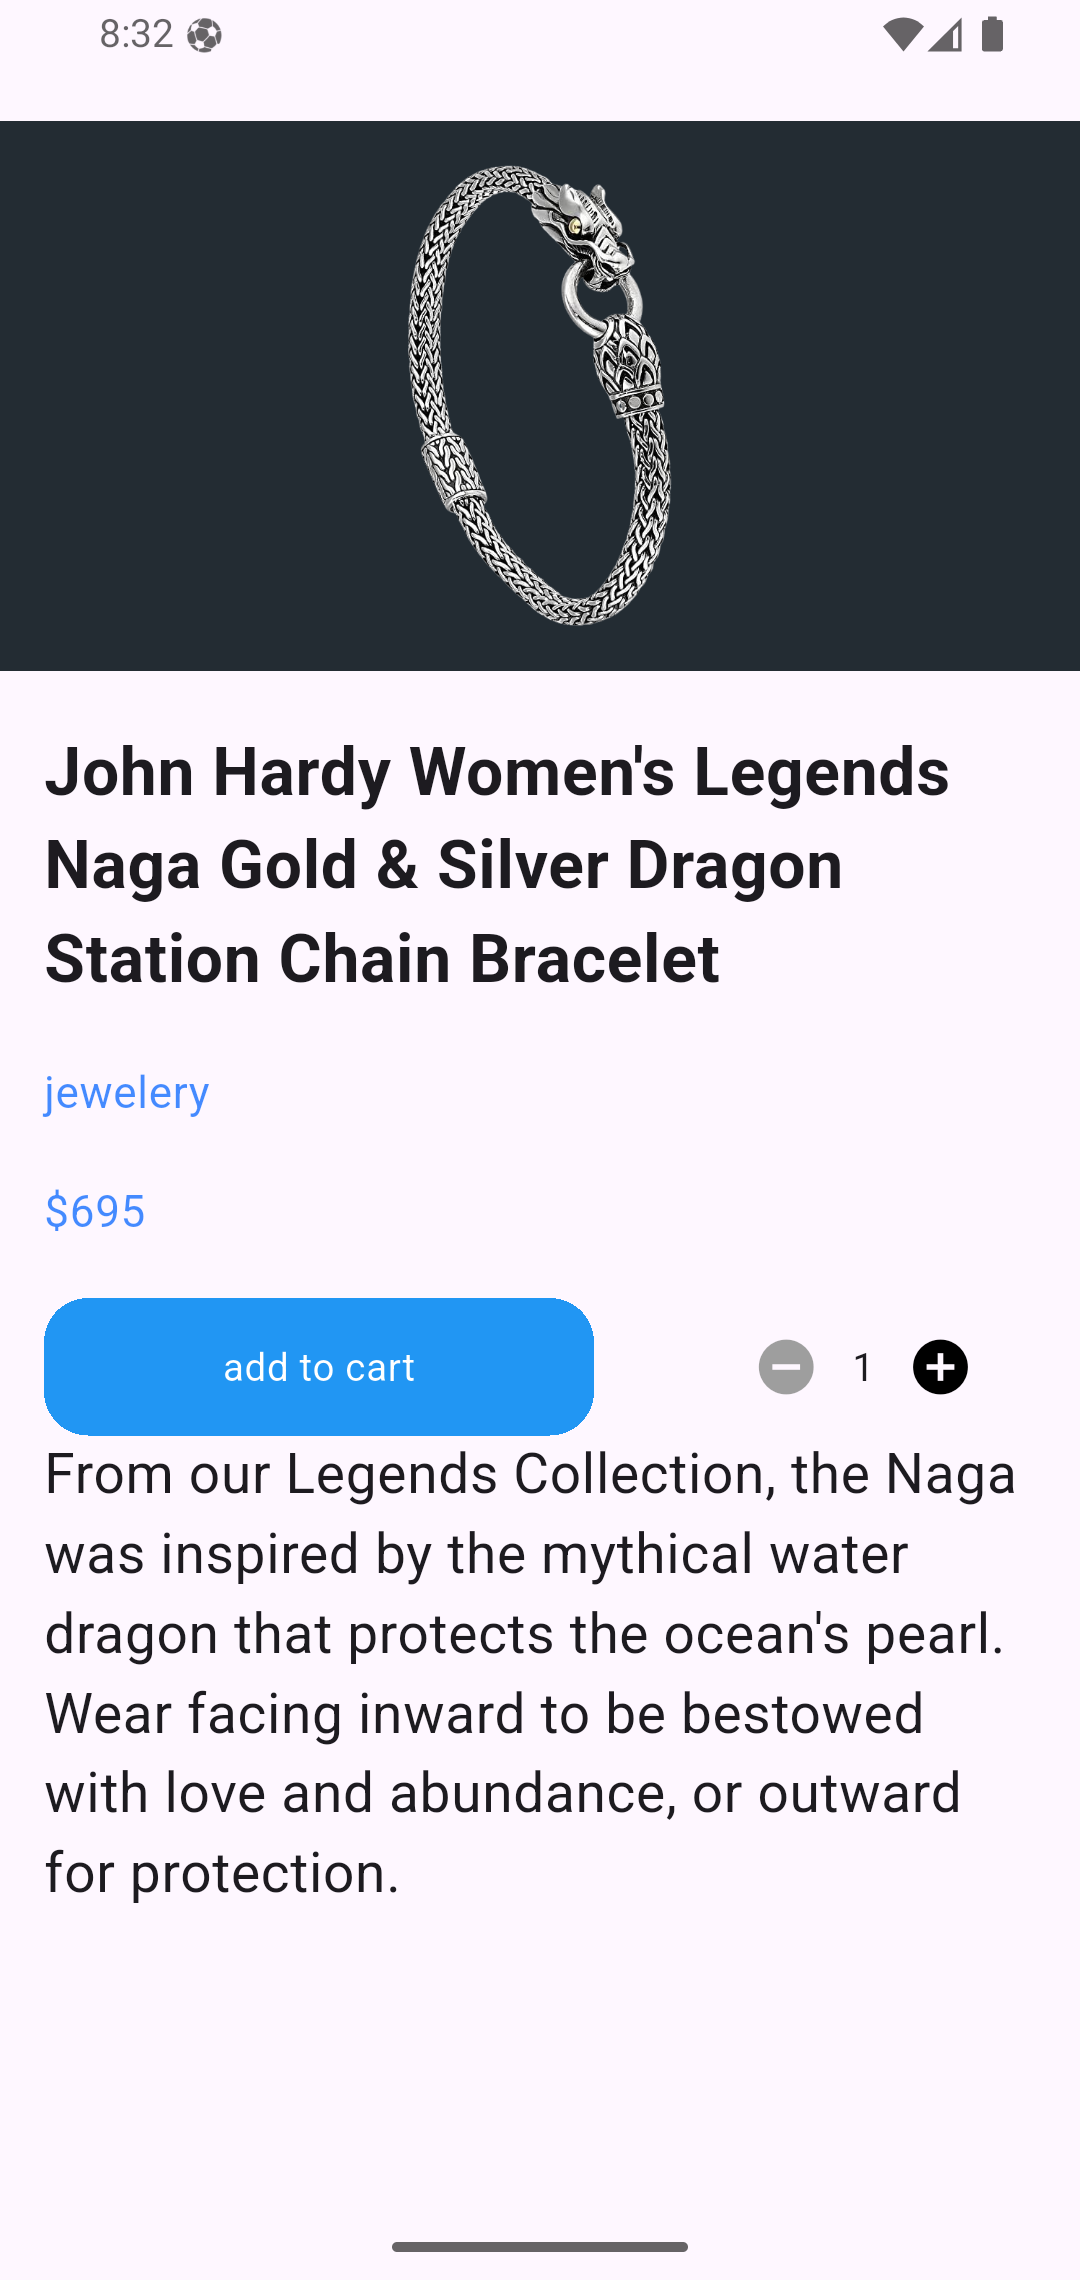 8:32
John Hardy Women's Legends
Naga Gold & Silver Dragon
Station Chain Bracelet
jewelery
$695
add to cart
1
From our Legends Collection, the Naga
was inspired by the mythical water
dragon that protects the ocean's pearl.
Wear facing inward to be bestowed
with love and abundance, or outward
for protection.